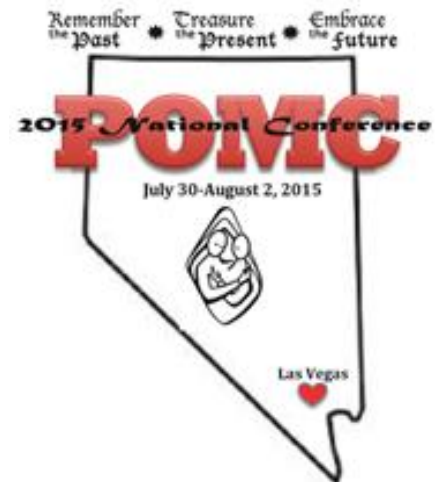 Remember * Treasure * Embrace
the Past the Present the Future
POMC
2015 National Conference
July 30-August 2, 2015
Las Vegas